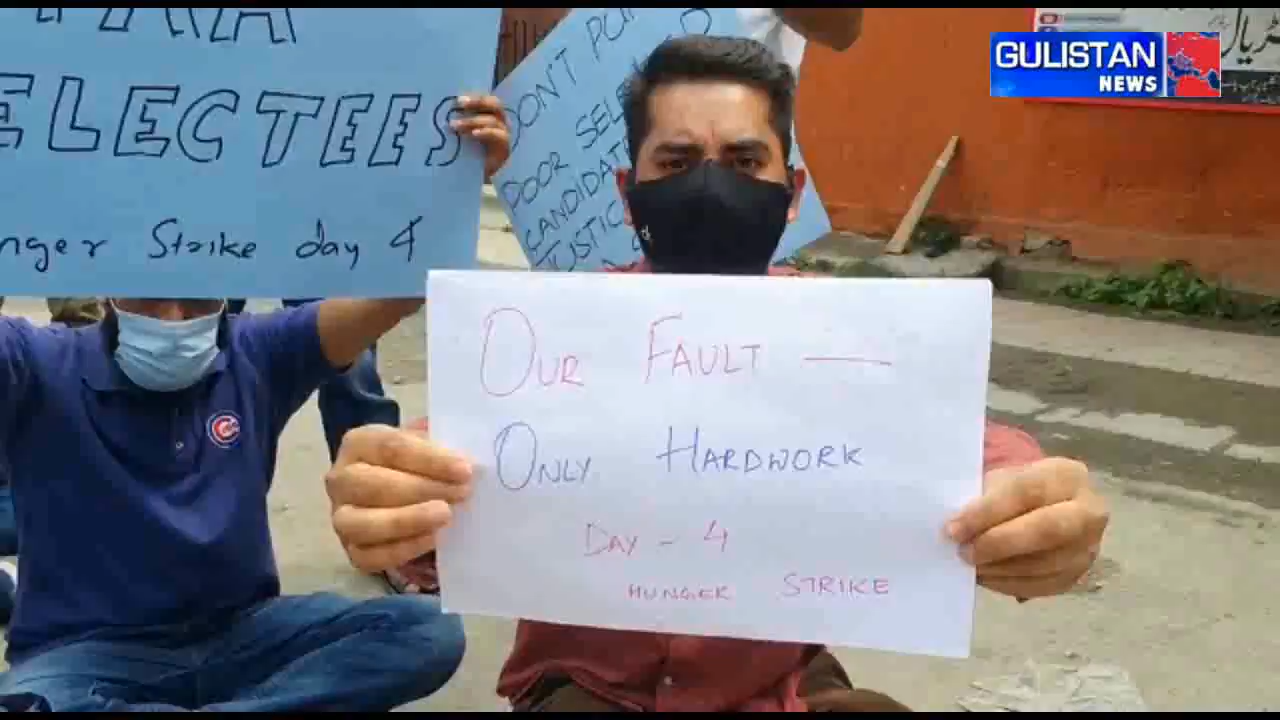 ELECTEES
nger Strike day 4
DON'T
POOR SEL
CANDIDAT
JUSTIC
GULISTAN
NEWS
OUR FAULT —
ONLY HARDWORK
DAY - 4
HUNGER STRIKE